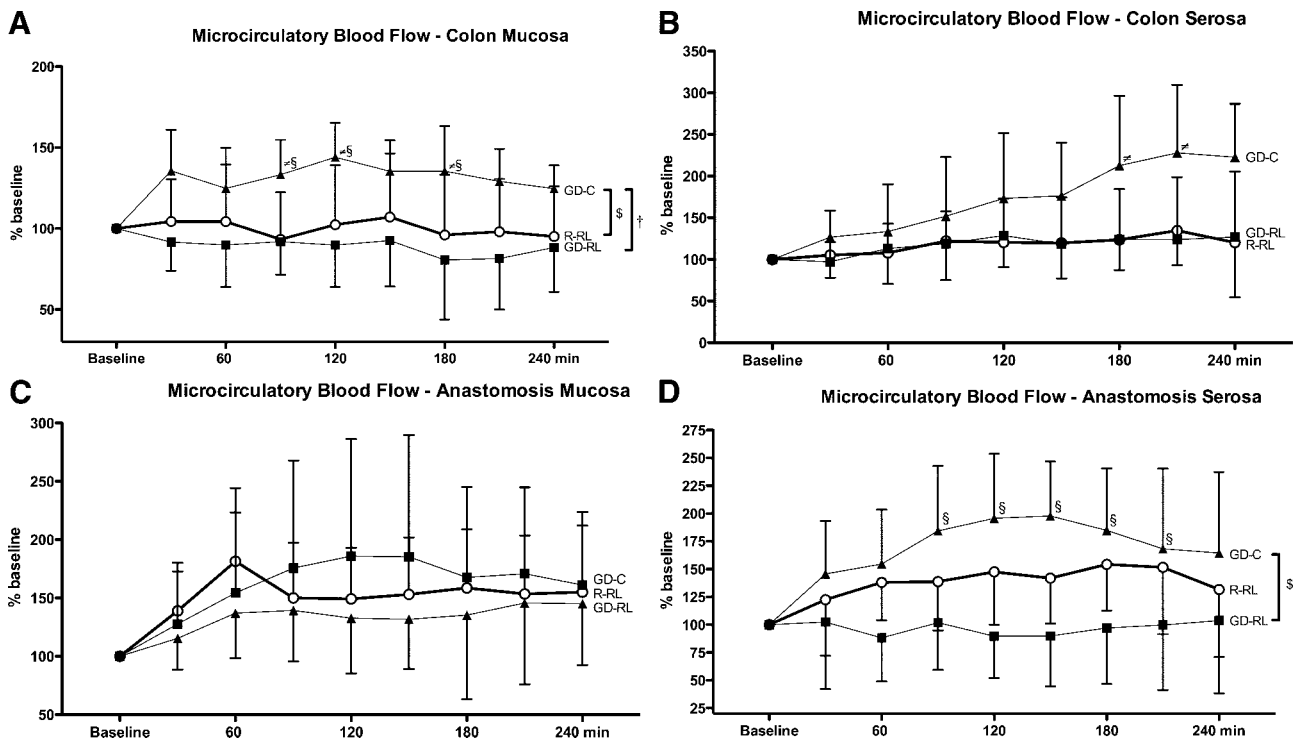 A
Microcirculatory Blood Flow - Colon Mucosa
200
150
100
50
% baseline
≠§
≠§
≠§
GD-C
R-RL
GD-RL
$
†
Baseline
60
120
180
240 min
B
Microcirculatory Blood Flow - Colon Serosa
350
300
250
200
150
100
50
0
% baseline
≠
≠
GD-C
GD-RL
R-RL
Baseline
60
120
180
240 min
C
Microcirculatory Blood Flow - Anastomosis Mucosa
300
250
200
150
100
50
% baseline
GD-C
R-RL
GD-RL
Baseline
60
120
180
240 min
D
Microcirculatory Blood Flow - Anastomosis Serosa
275
250
225
200
175
150
125
100
75
50
25
% baseline
§
§
§
§
§
GD-C
R-RL
GD-RL
$
Baseline
60
120
180
240 min